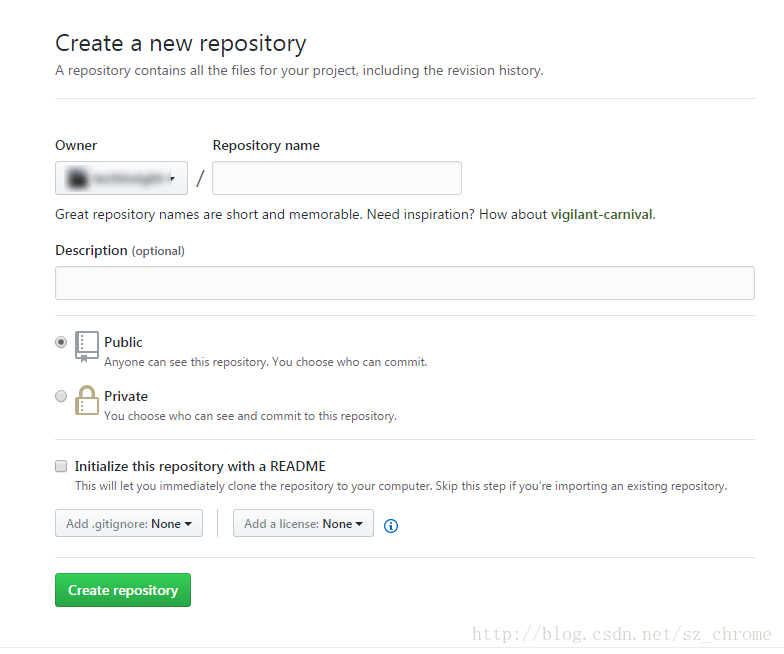 Create a new repository
A repository contains all the files for your project, including the revision history.
Owner Repository name
/
Great repository names are short and memorable. Need inspiration? How about vigilant-carnival.
Description (optional)
Public
Anyone can see this repository. You choose who can commit.
Private
You choose who can see and commit to this repository.
Initialize this repository with a README
This will let you immediately clone the repository to your computer. Skip this step if you’re importing an existing repository.
Add .gitignore: None Add a license: None
Create repository
http://blog.csdn.net/sz_chrome